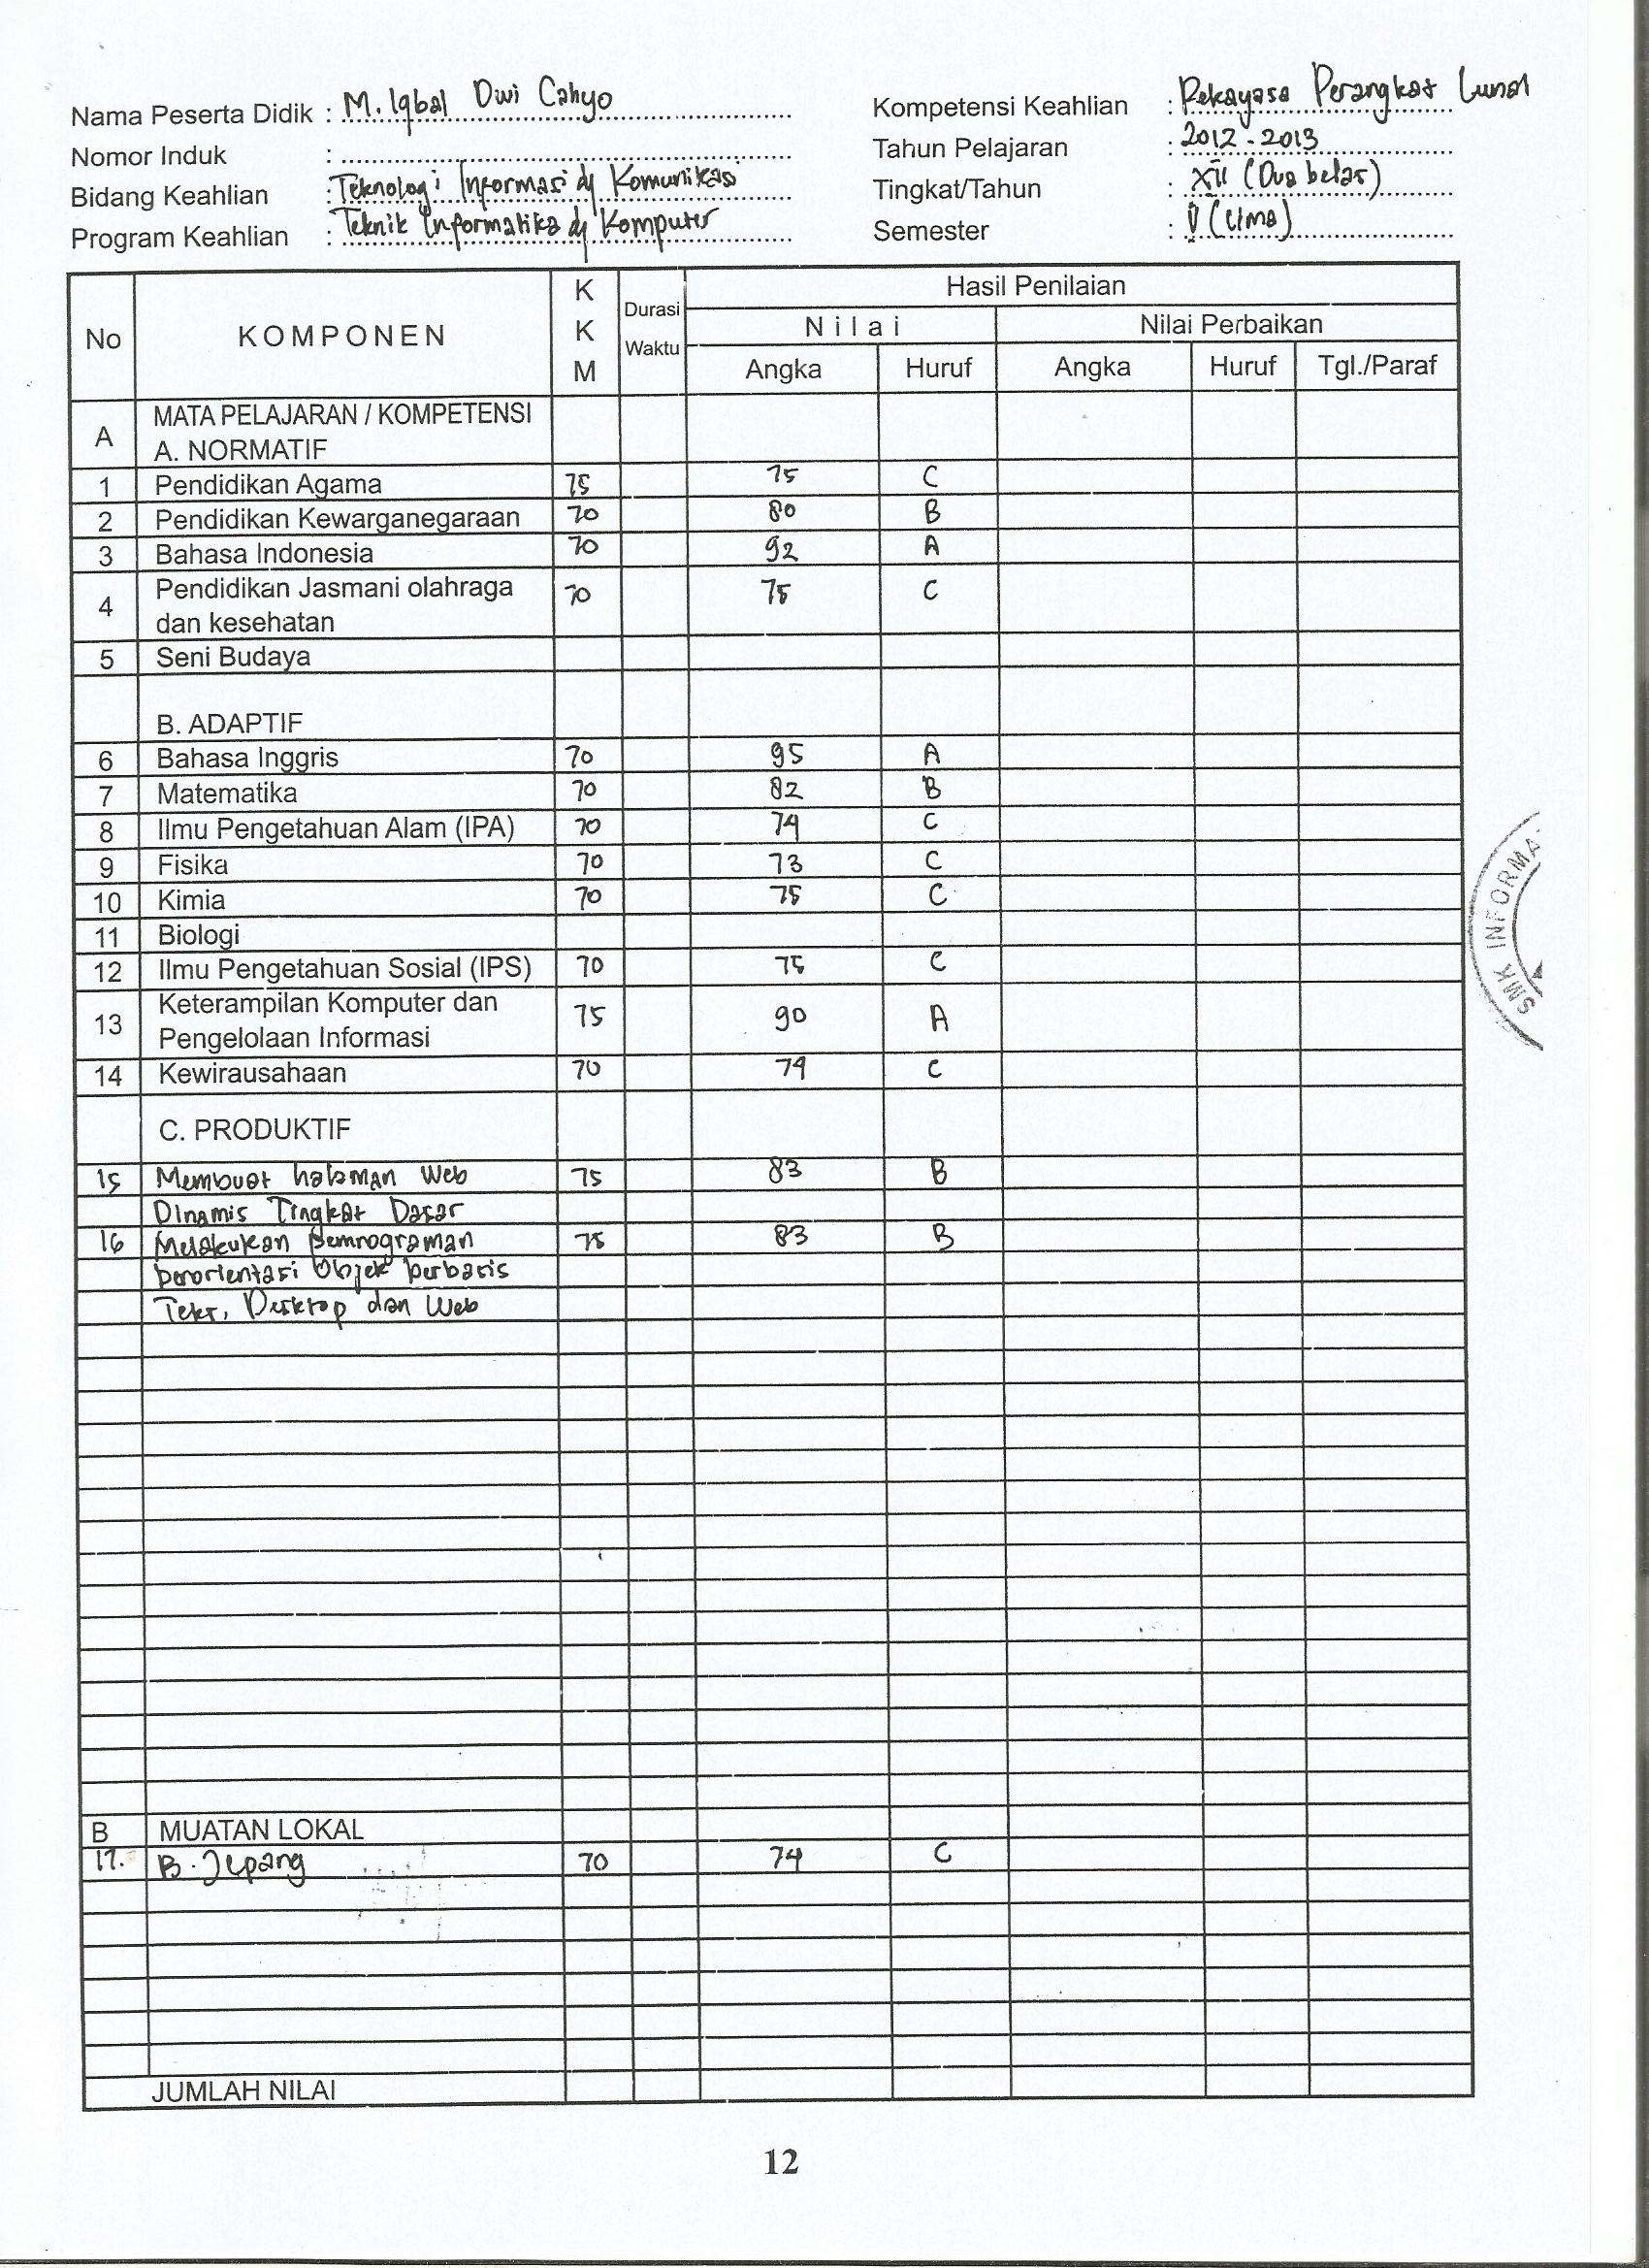 Nama Peserta Didik : M. Iqbal Dwi Cahyo
Kompetensi Keahlian : Rekayasa Perangkat Lunak
Nomor Induk :
Tahun Pelajaran : 2012-2013
Bidang Keahlian : Teknologi Informasi dg Komunikasi
Tingkat/Tahun : XII (Dua belas)
Program Keahlian : Teknik Informatika dg Komputer
Semester : V (Lima)
No KOMPONEN KKM Durasi Waktu Hasil Penilaian
Nilai Nilai Perbaikan
Angka Huruf Angka Huruf Tgl./Paraf
A MATA PELAJARAN / KOMPETENSI
A. NORMATIF
1 Pendidikan Agama 75 75 C
2 Pendidikan Kewarganegaraan 70 80 B
3 Bahasa Indonesia 70 92 A
4 Pendidikan Jasmani olahraga 70 75 C
dan kesehatan
5 Seni Budaya
B. ADAPTIF
6 Bahasa Inggris 70 95 A
7 Matematika 70 82 B
8 Ilmu Pengetahuan Alam (IPA) 70 74 C
9 Fisika 70 73 C
10 Kimia 70 75 C
11 Biologi
12 Ilmu Pengetahuan Sosial (IPS) 70 75 C
13 Keterampilan Komputer dan 75 90 A
Pengelolaan Informasi
14 Kewirausahaan 70 74 C
C. PRODUKTIF
15 Membuat halaman Web 75 83 B
Dinamis Tingkat Dasar
16 Melakukan Pemrograman 75 83 B
berorientasi Objek berbasis
Teks, Desktop dan Web
B MUATAN LOKAL
17. B. Jepang 70 74 C
JUMLAH NILAI
12
SMK INFORMA